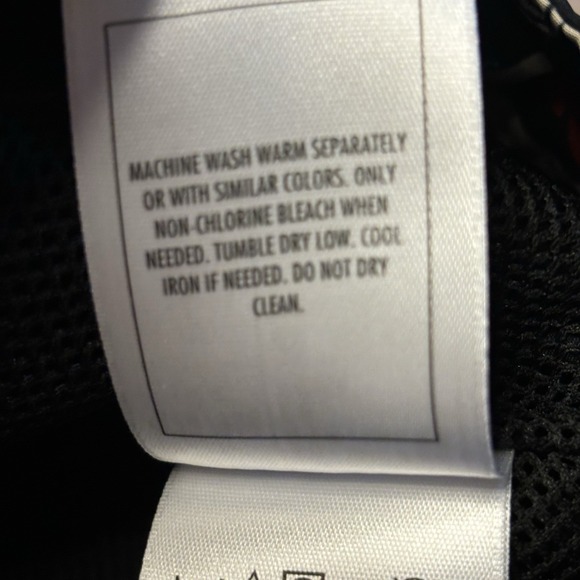 MACHINE WASH WARM SEPARATELY
OR WITH SIMILAR COLORS. ONLY
NON-CHLORINE BLEACH WHEN
NEEDED. TUMBLE DRY LOW. COOL
IRON IF NEEDED. DO NOT DRY
CLEAN.